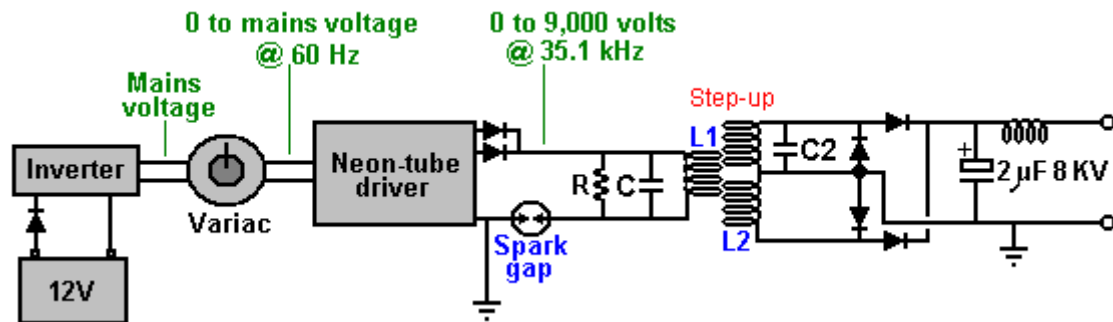 0 to mains voltage
@ 60 Hz
0 to 9,000 volts
@ 35.1 kHz
Mains
voltage
Step-up
L1
Inverter
Neon-tube
driver
R
C
C2
+
2 µF 8 KV
Variac
L2
Spark
gap
12V